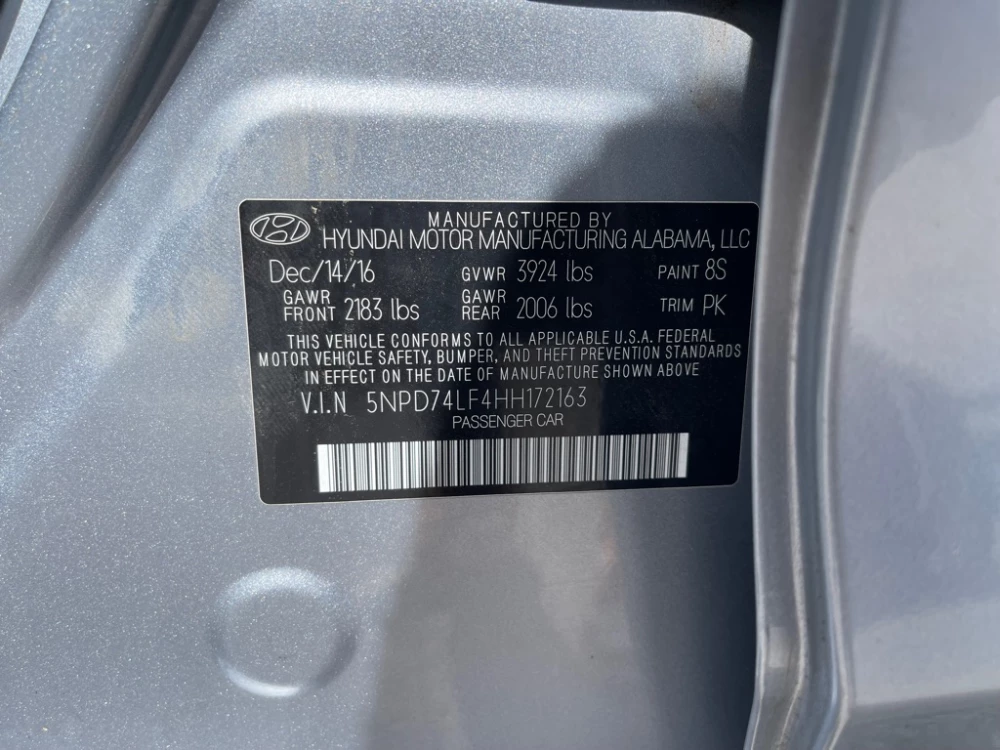 MANUFACTURED BY
HYUNDAI MOTOR MANUFACTURING ALABAMA, LLC
Dec/14/16 GVWR 3924 lbs PAINT 8S
GAWR FRONT 2183 lbs GAWR REAR 2006 lbs TRIM PK
THIS VEHICLE CONFORMS TO ALL APPLICABLE U.S.A. FEDERAL
MOTOR VEHICLE SAFETY, BUMPER, AND THEFT PREVENTION STANDARDS
IN EFFECT ON THE DATE OF MANUFACTURE SHOWN ABOVE
V.I.N 5NPD74LF4HH172163
PASSENGER CAR